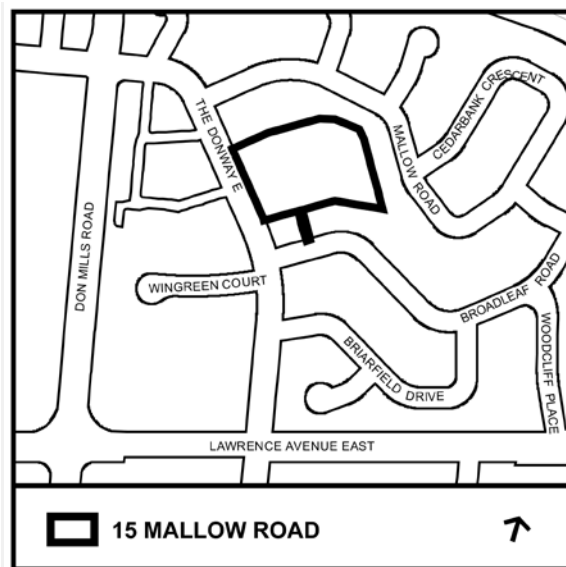 CEDARBANK CRESCENT
THE DONWAY E
MALLOW ROAD
DON MILLS ROAD
WINGREEN COURT
BROADLEAF ROAD
WOODCLIFF PLACE
BRIARFIELD DRIVE
LAWRENCE AVENUE EAST
15 MALLOW ROAD